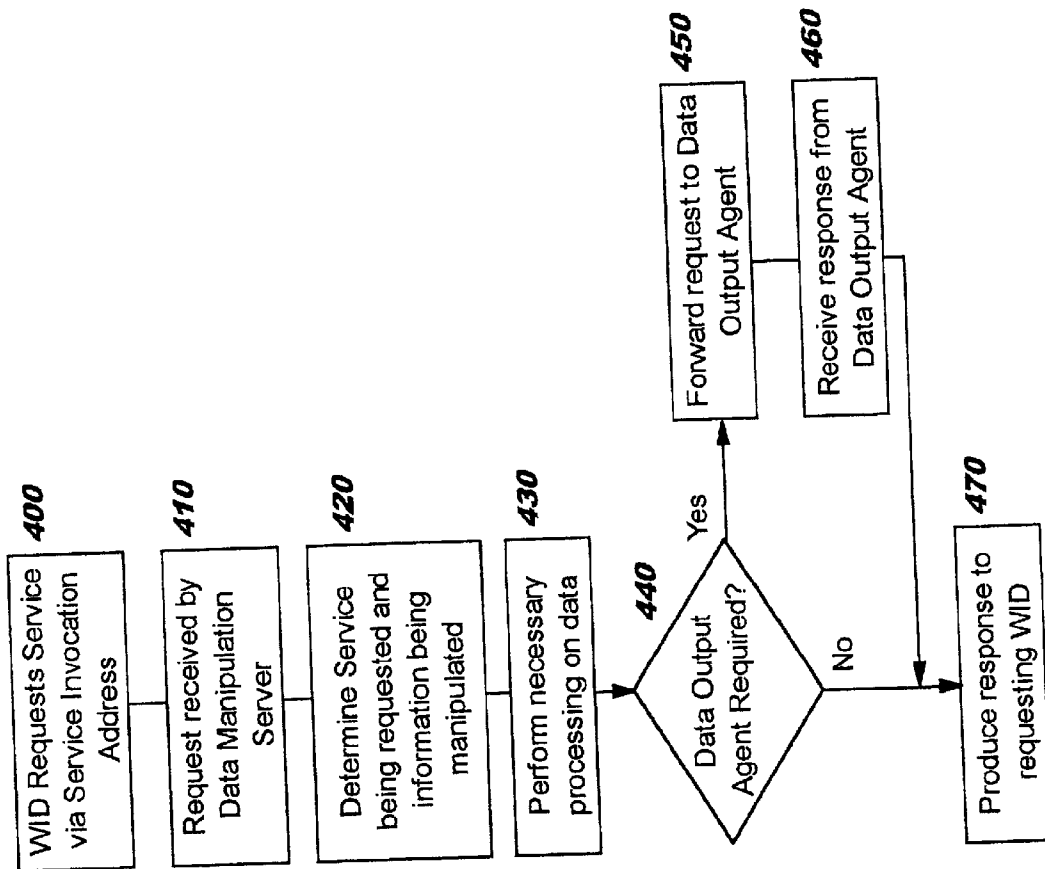 400
WID Requests Service
via Service Invocation
Address
410
Request received by
Data Manipulation
Server
420
Determine Service
being requested and
information being
manipulated
430
Perform necessary
processing on data
440
Data Output
Agent Required?
Yes
No
450
Forward request to Data
Output Agent
460
Receive response from
Data Output Agent
470
Produce response to
requesting WID